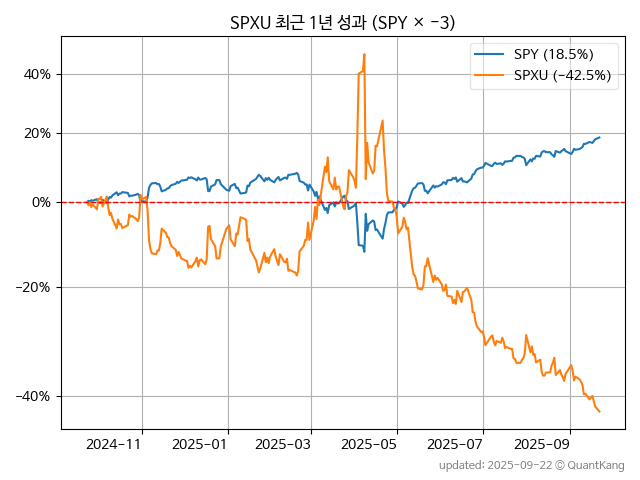 SPXU 최근 1년 성과 (SPY × −3)
SPY (18.5%)
SPXU (−42.5%)
40%
20%
0%
−20%
−40%
2024-11
2025-01
2025-03
2025-05
2025-07
2025-09
updated: 2025-09-22 © QuantKang